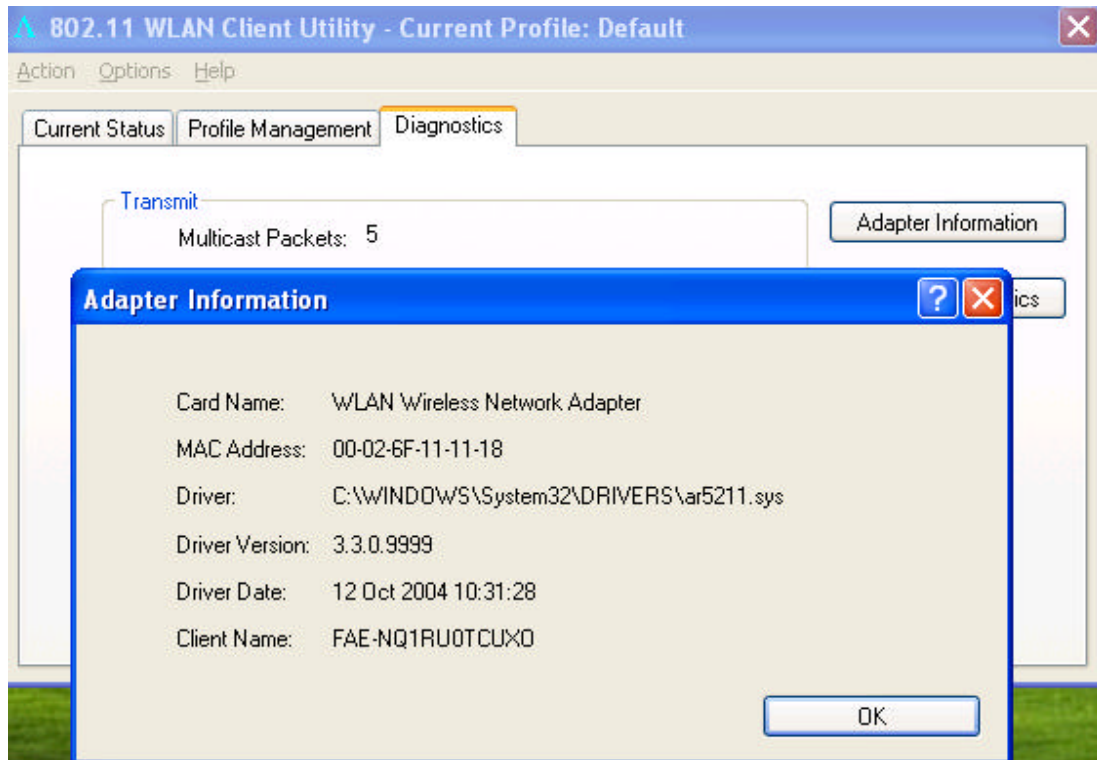 802.11 WLAN Client Utility - Current Profile: Default
Action Options Help
Current Status Profile Management Diagnostics
Transmit
Multicast Packets: 5
Adapter Information
ics
Adapter Information
Card Name: WLAN Wireless Network Adapter
MAC Address: 00-02-6F-11-11-18
Driver: C:\WINDOWS\System32\DRIVERS\ar5211.sys
Driver Version: 3.3.0.9999
Driver Date: 12 Oct 2004 10:31:28
Client Name: FAE-NQ1RU0TCUXO
OK